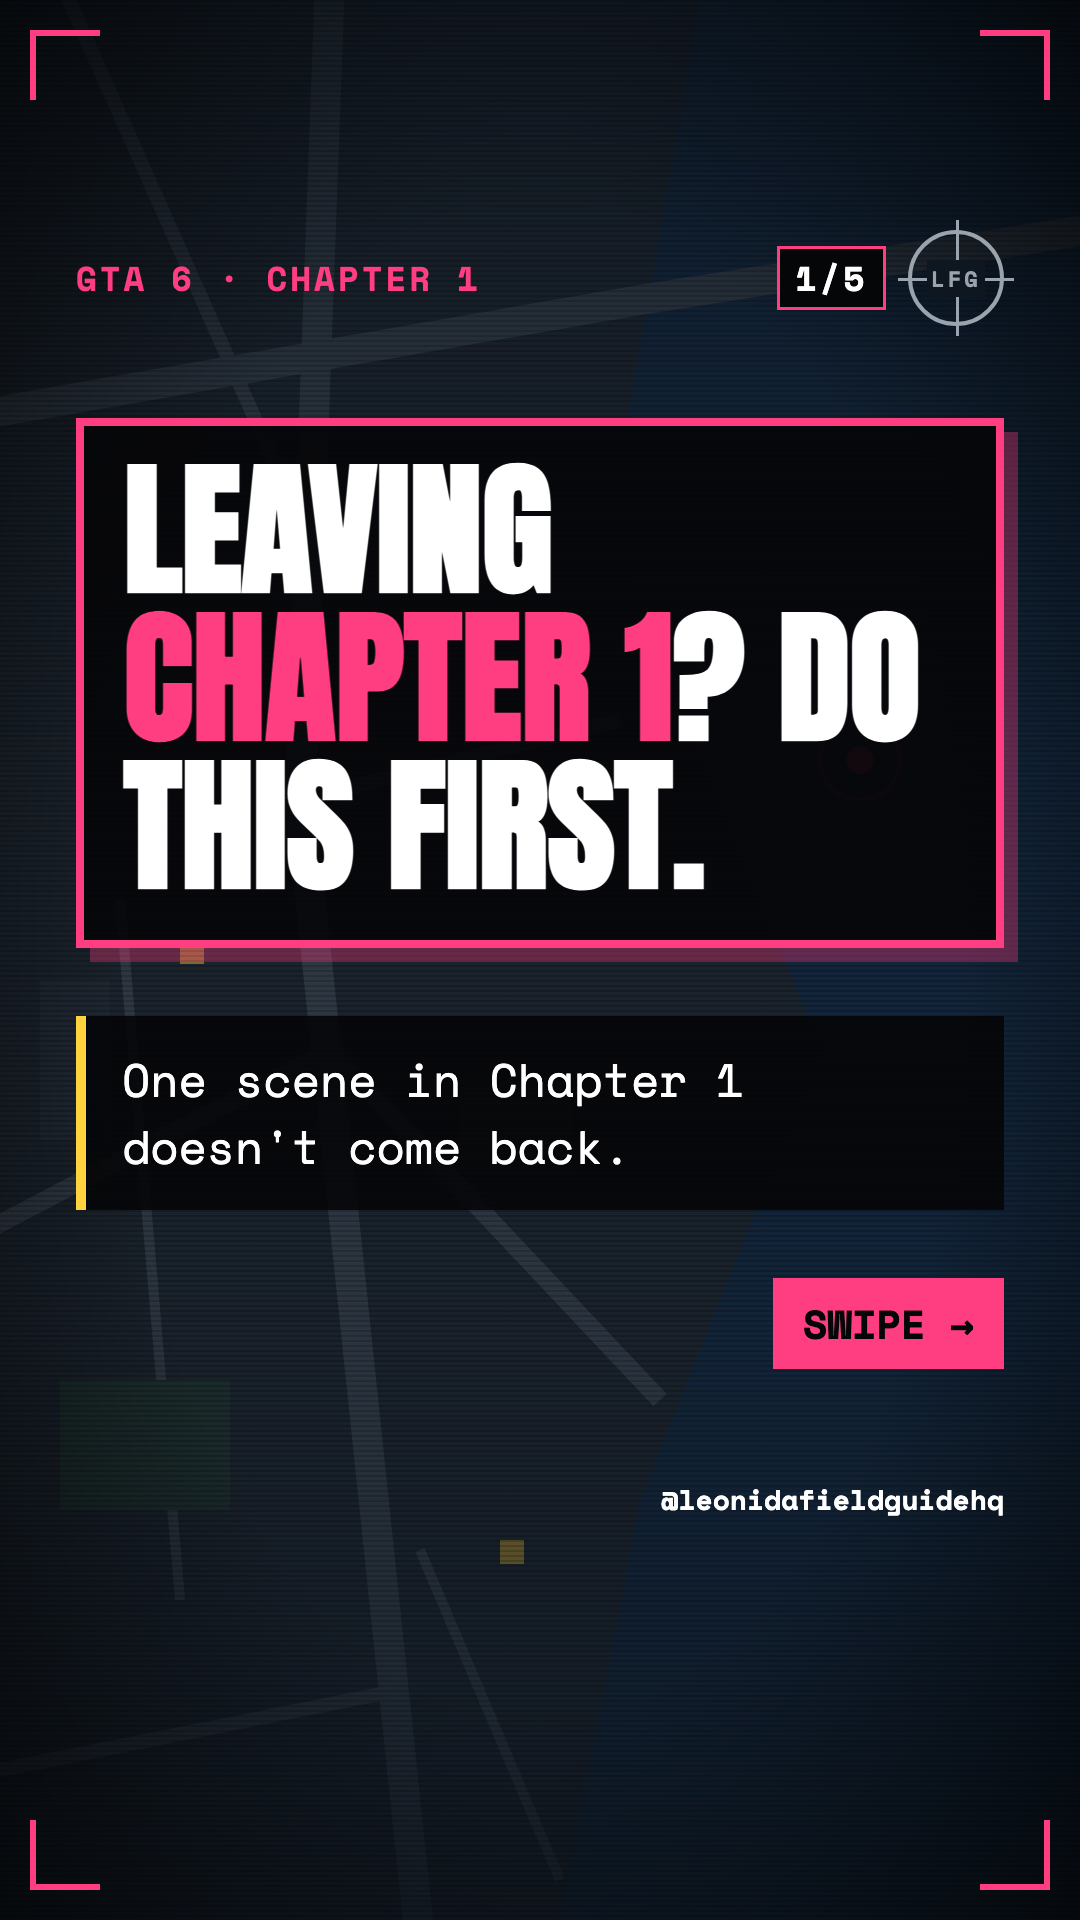 GTA 6 · CHAPTER 1
1/5
LFG
LEAVING
CHAPTER 1? DO
THIS FIRST.
One scene in Chapter 1
doesn't come back.
SWIPE →
@leonidafieldguidehq